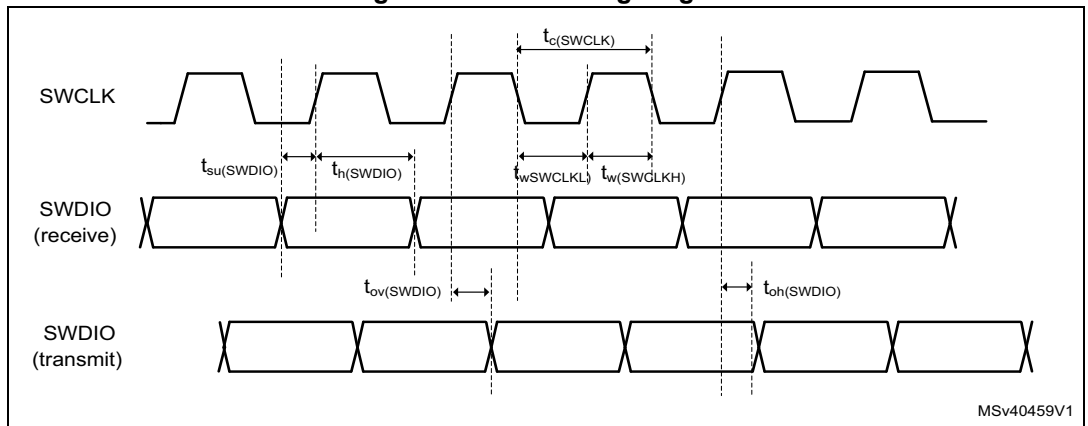 tc(SWCLK)
SWCLK
tsu(SWDIO)
th(SWDIO)
twSWCLKL)
tw(SWCLKH)
SWDIO
(receive)
tov(SWDIO)
toh(SWDIO)
SWDIO
(transmit)
MSv40459V1